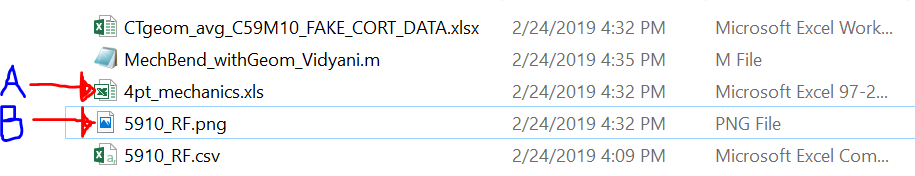 CTgeom_avg_C59M10_FAKE_CORT_DATA.xlsx 2/24/2019 4:32 PM Microsoft Excel Work...
MechBend_withGeom_Vidyani.m 2/24/2019 4:35 PM M File
A 4pt_mechanics.xls 2/24/2019 4:32 PM Microsoft Excel 97-2...
B 5910_RF.png 2/24/2019 4:32 PM PNG File
5910_RF.csv 2/24/2019 4:09 PM Microsoft Excel Com...